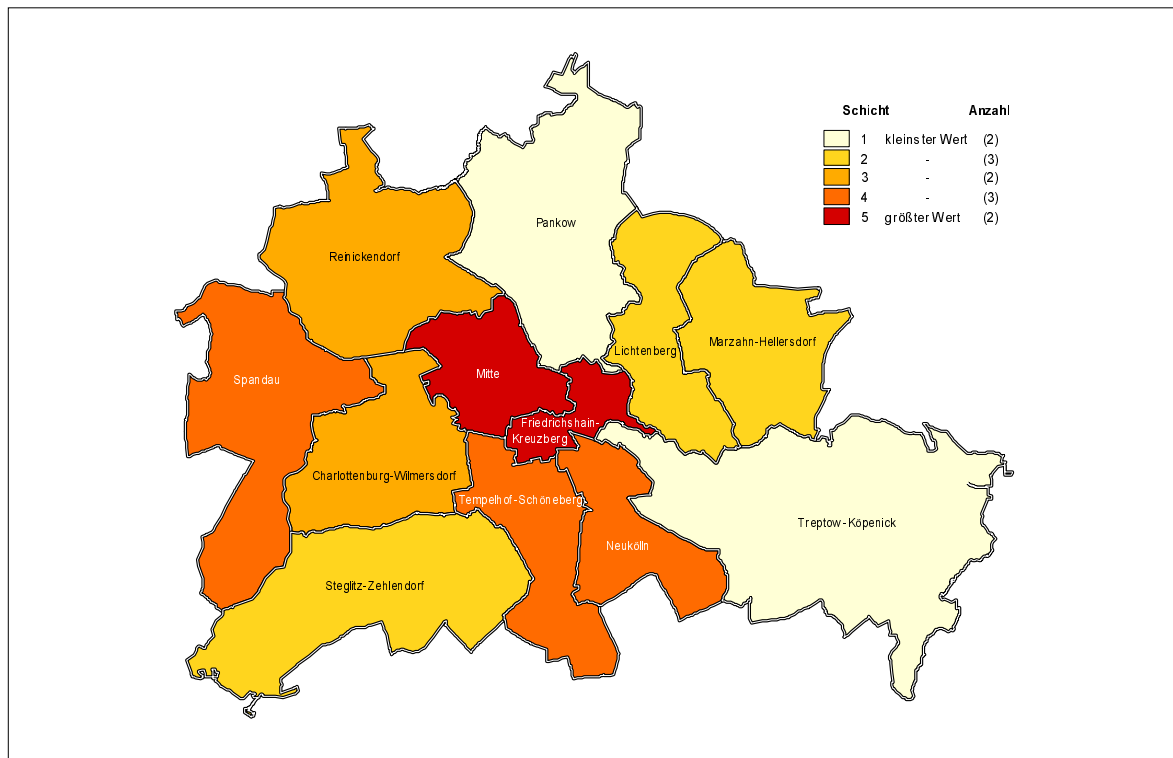 Schicht Anzahl
1 kleinster Wert (2)
2 - (3)
3 - (2)
4 - (3)
5 größter Wert (2)
Pankow
Reinickendorf
Lichtenberg
Marzahn-Hellersdorf
Spandau
Mitte
Friedrichshain-
Kreuzberg
Charlottenburg-Wilmersdorf
Tempelhof-Schöneberg
Treptow-Köpenick
Neukölln
Steglitz-Zehlendorf